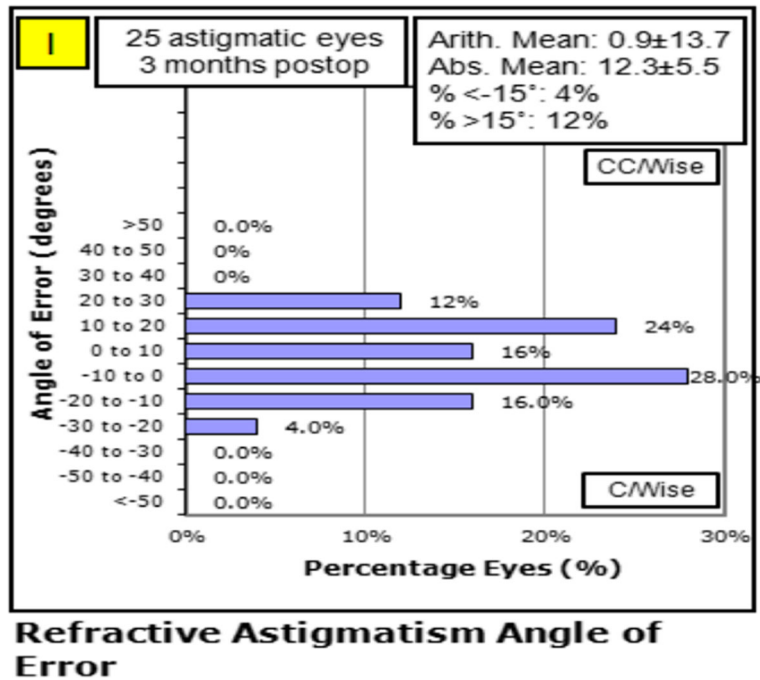 I
25 astigmatic eyes
3 months postop
Arith. Mean: 0.9±13.7
Abs. Mean: 12.3±5.5
% <-15°: 4%
% >15°: 12%
CC/Wise
Angle of Error (degrees)
>50 0.0%
40 to 50 0%
30 to 40 0%
20 to 30 12%
10 to 20 24%
0 to 10 16%
-10 to 0 28.0%
-20 to -10 16.0%
-30 to -20 4.0%
-40 to -30 0.0%
-50 to -40 0.0%
<-50 0.0%
C/Wise
0% 10% 20% 30%
Percentage Eyes (%)
Refractive Astigmatism Angle of
Error